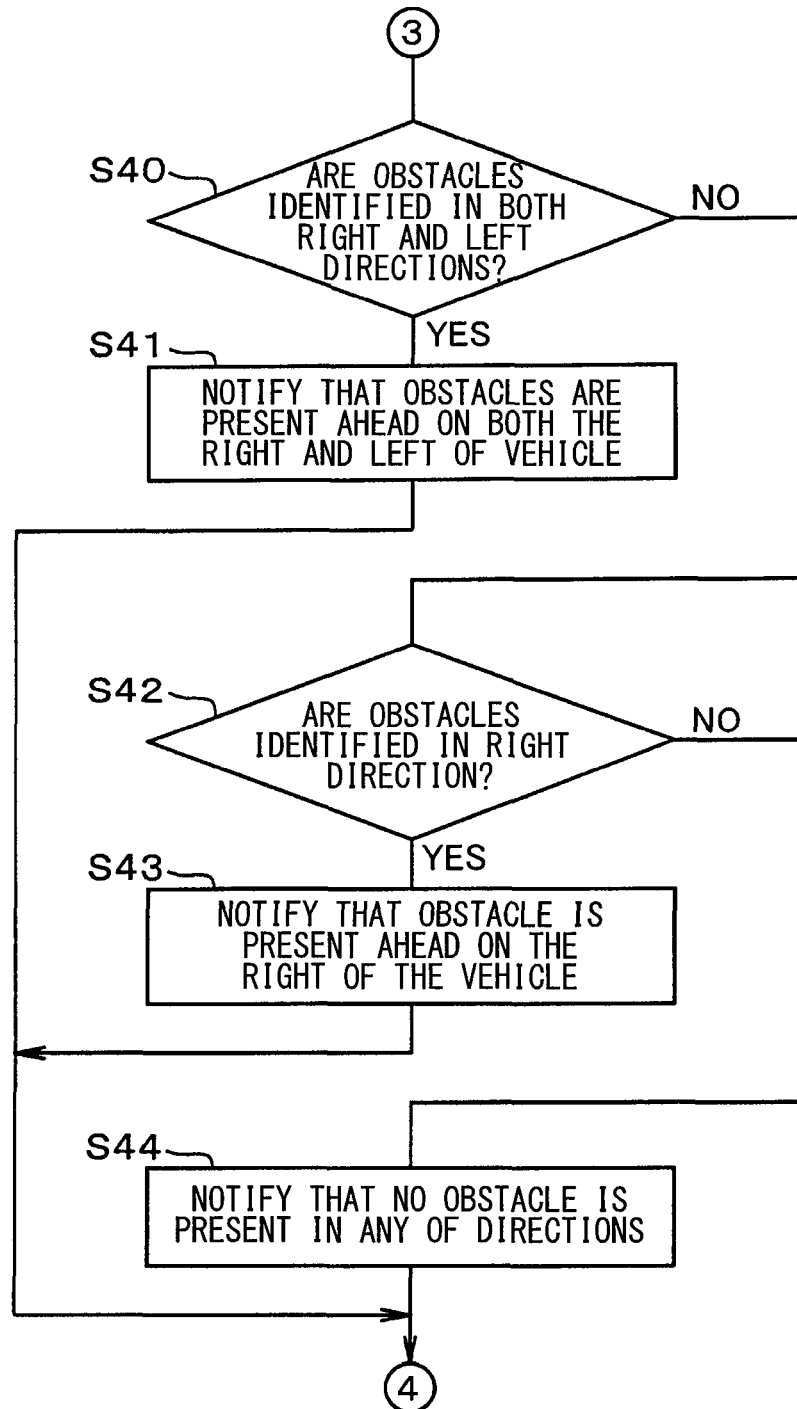 3
S40
ARE OBSTACLES
IDENTIFIED IN BOTH
RIGHT AND LEFT
DIRECTIONS?
NO
YES
S41
NOTIFY THAT OBSTACLES ARE
PRESENT AHEAD ON BOTH THE
RIGHT AND LEFT OF VEHICLE
S42
ARE OBSTACLES
IDENTIFIED IN RIGHT
DIRECTION?
NO
YES
S43
NOTIFY THAT OBSTACLE IS
PRESENT AHEAD ON THE
RIGHT OF THE VEHICLE
S44
NOTIFY THAT NO OBSTACLE IS
PRESENT IN ANY OF DIRECTIONS
4